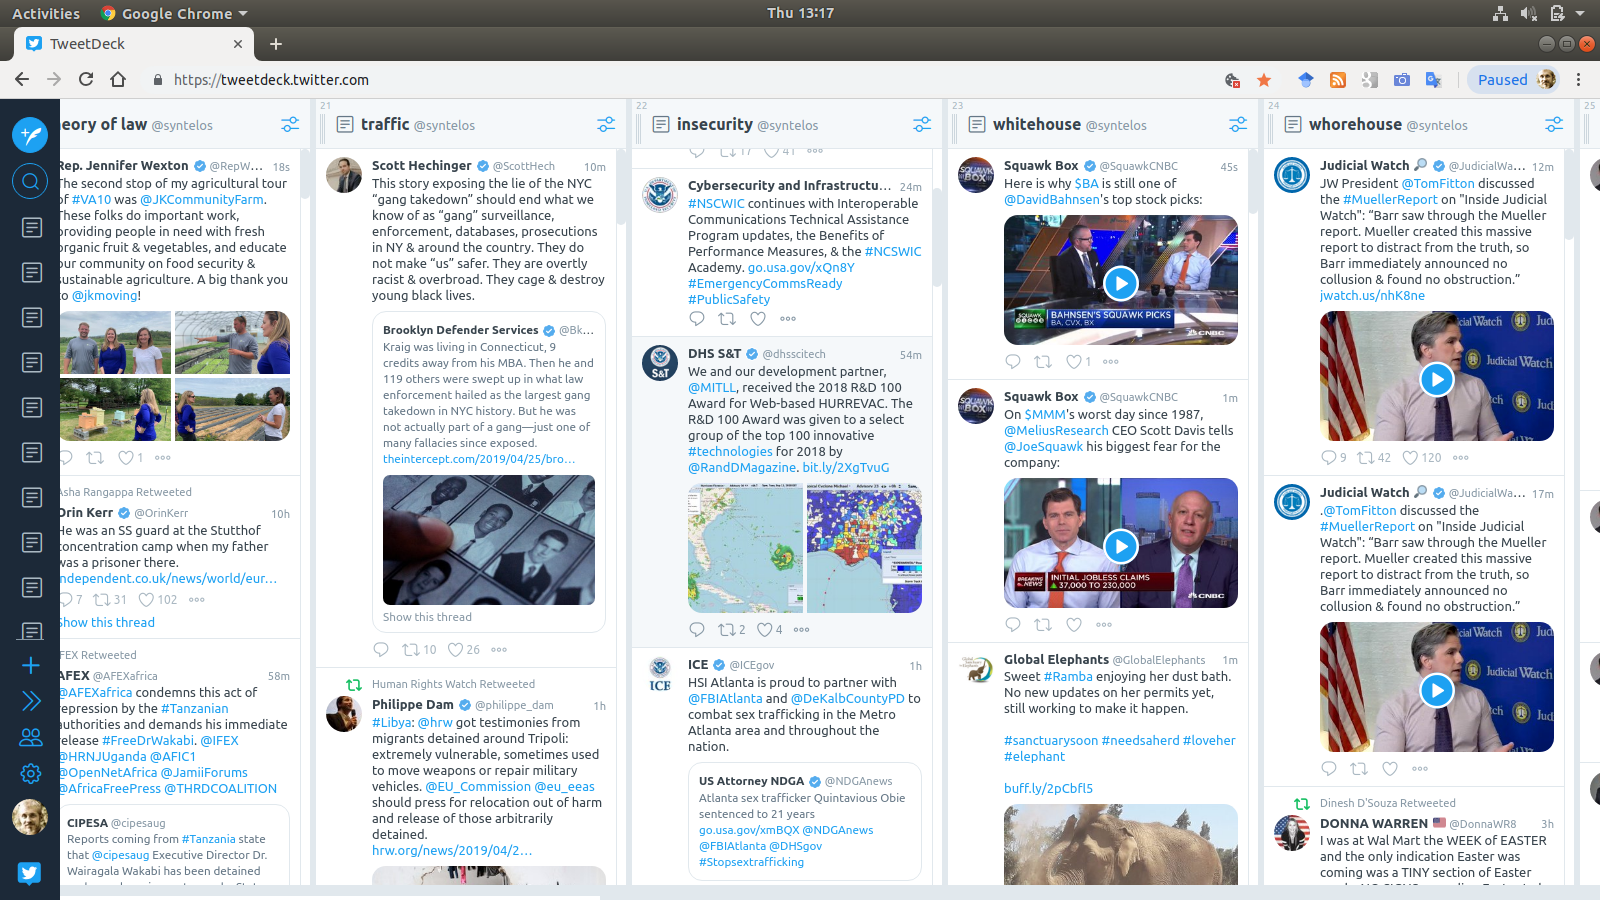 Activities
Google Chrome
Thu 13:17
TweetDeck
https://tweetdeck.twitter.com
Paused
eory of law @syntelos
Rep. Jennifer Wexton @RepW... 18s
The second stop of my agricultural tour
of #VA10 was @JKCommunityFarm.
These folks do important work,
providing people in need with fresh
organic fruit & vegetables, and educate
our community on food security &
sustainable agriculture. A big thank you
to @jkmoving!
1
Asha Rangappa Retweeted
Orin Kerr @OrinKerr 10h
He was an SS guard at the Stutthof
concentration camp when my father
was a prisoner there.
independent.co.uk/news/world/eur...
7 31 102
Show this thread
IFEX Retweeted
AFEX @AFEXafrica 58m
@AFEXafrica condemns this act of
repression by the #Tanzanian
authorities and demands his immediate
release #FreeDrWakabi. @IFEX
@HRNJUganda @AFIC1
@OpenNetAfrica @JamiiForums
@AfricaFreePress @THRDCOALITION
CIPESA @cipesaug
Reports coming from #Tanzania state
that @cipesaug Executive Director Dr.
Wairagala Wakabi has been detained
21
traffic @syntelos
Scott Hechinger @ScottHech 10m
This story exposing the lie of the NYC
“gang takedown” should end what we
know of as “gang” surveillance,
enforcement, databases, prosecutions
in NY & around the country. They do
not make “us” safer. They are overtly
racist & overbroad. They cage & destroy
young black lives.
Brooklyn Defender Services @Bk...
Kraig was living in Connecticut, 9
credits away from his MBA. Then he and
119 others were swept up in what law
enforcement hailed as the largest gang
takedown in NYC history. But he was
not actually part of a gang—just one of
many fallacies since exposed.
theintercept.com/2019/04/25/bro...
Show this thread
10 26
Human Rights Watch Retweeted
Philippe Dam @philippe_dam 1h
#Libya: @hrw got testimonies from
migrants detained around Tripoli:
extremely vulnerable, sometimes used
to move weapons or repair military
vehicles. @EU_Commission @eu_eeas
should press for relocation out of harm
and release of those arbitrarily
detained.
hrw.org/news/2019/04/2...
22
insecurity @syntelos
17 41
Cybersecurity and Infrastructu... 24m
#NSCWIC continues with Interoperable
Communications Technical Assistance
Program updates, the Benefits of
Performance Measures, & the #NCSWIC
Academy. go.usa.gov/xQn8Y
#EmergencyCommsReady
#PublicSafety
S&T
DHS S&T @dhsscitech 54m
We and our development partner,
@MITLL, received the 2018 R&D 100
Award for Web-based HURREVAC. The
R&D 100 Award was given to a select
group of the top 100 innovative
#technologies for 2018 by
@RandDMagazine. bit.ly/2XgTvuG
2 4
ICE
ICE @ICEgov 1h
HSI Atlanta is proud to partner with
@FBIAtlanta and @DeKalbCountyPD to
combat sex trafficking in the Metro
Atlanta area and throughout the
nation.
US Attorney NDGA @NDGAnews
Atlanta sex trafficker Quintavious Obie
sentenced to 21 years
go.usa.gov/xmBQX @NDGAnews
@FBIAtlanta @DHSgov
#Stopsextrafficking
23
whitehouse @syntelos
SQUAWK BOX
Squawk Box @SquawkCNBC 45s
Here is why $BA is still one of
@DavidBahnsen's top stock picks:
SQUAWK PICKS
BAHNSEN'S SQUAWK PICKS
BA, CVX, BX
CNBC
1
SQUAWK BOX
Squawk Box @SquawkCNBC 1m
On $MMM's worst day since 1987,
@MeliusResearch CEO Scott Davis tells
@JoeSquawk his biggest fear for the
company:
BREAKING NEWS
INITIAL JOBLESS CLAIMS
▲ 37,000 TO 230,000
CNBC
Global Elephants @GlobalElephants 1m
Sweet #Ramba enjoying her dust bath.
No new updates on her permits yet,
still working to make it happen.
#sanctuarysoon #needsaherd #loveher
#elephant
buff.ly/2pCbfl5
24
whorehouse @syntelos
Judicial Watch @JudicialWa... 12m
JW President @TomFitton discussed
the #MuellerReport on "Inside Judicial
Watch": “Barr saw through the Mueller
report. Mueller created this massive
report to distract from the truth, so
Barr immediately announced no
collusion & found no obstruction.”
jwatch.us/nhK8ne
Judicial Watch
9 42 120
Judicial Watch @JudicialWa... 17m
.@TomFitton discussed the
#MuellerReport on "Inside Judicial
Watch": “Barr saw through the Mueller
report. Mueller created this massive
report to distract from the truth, so
Barr immediately announced no
collusion & found no obstruction.”
Judicial Watch
Dinesh D'Souza Retweeted
DONNA WARREN @DonnaWR8 3h
I was at Wal Mart the WEEK of EASTER
and the only indication Easter was
coming was a TINY section of Easter
25